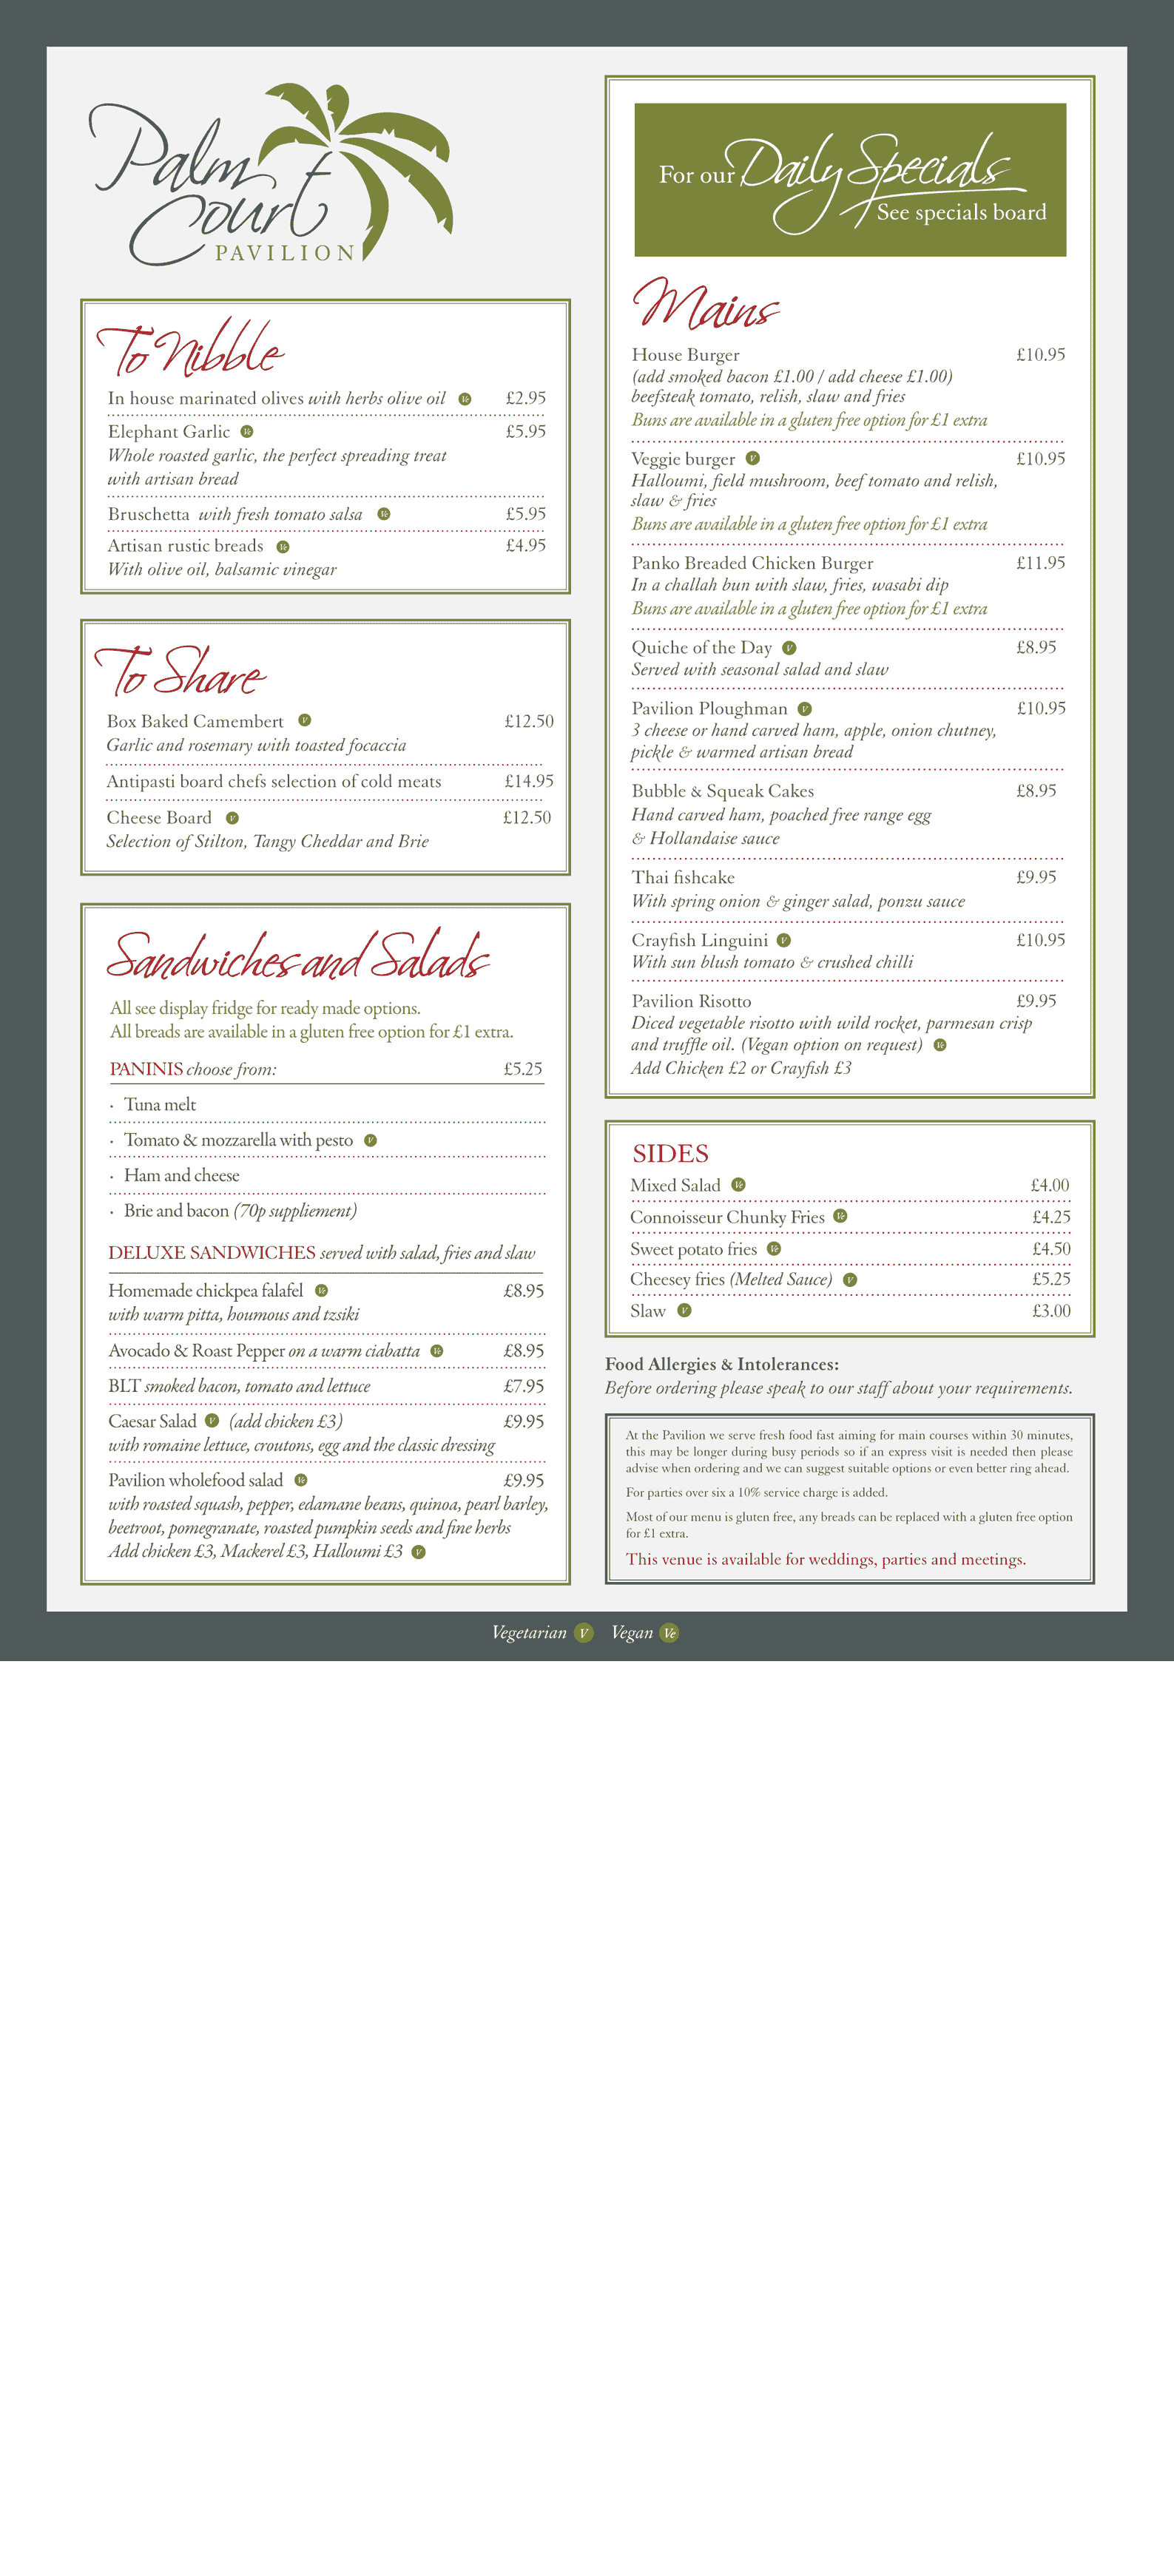 Palm
Court
PAVILION
To Nibble
In house marinated olives with herbs olive oil Ve £2.95
Elephant Garlic Ve £5.95
Whole roasted garlic, the perfect spreading treat
with artisan bread
Bruschetta with fresh tomato salsa Ve £5.95
Artisan rustic breads Ve £4.95
With olive oil, balsamic vinegar
To Share
Box Baked Camembert V £12.50
Garlic and rosemary with toasted focaccia
Antipasti board chefs selection of cold meats £14.95
Cheese Board V £12.50
Selection of Stilton, Tangy Cheddar and Brie
Sandwiches and Salads
All see display fridge for ready made options.
All breads are available in a gluten free option for £1 extra.
PANINIS choose from: £5.25
· Tuna melt
· Tomato & mozzarella with pesto V
· Ham and cheese
· Brie and bacon (70p suppliement)
DELUXE SANDWICHES served with salad, fries and slaw
Homemade chickpea falafel Ve £8.95
with warm pitta, houmous and tzsiki
Avocado & Roast Pepper on a warm ciabatta Ve £8.95
BLT smoked bacon, tomato and lettuce £7.95
Caesar Salad V (add chicken £3) £9.95
with romaine lettuce, croutons, egg and the classic dressing
Pavilion wholefood salad Ve £9.95
with roasted squash, pepper, edamane beans, quinoa, pearl barley,
beetroot, pomegranate, roasted pumpkin seeds and fine herbs
Add chicken £3, Mackerel £3, Halloumi £3 V
For our Daily Specials
See specials board
Mains
House Burger £10.95
(add smoked bacon £1.00 / add cheese £1.00)
beefsteak tomato, relish, slaw and fries
Buns are available in a gluten free option for £1 extra
Veggie burger V £10.95
Halloumi, field mushroom, beef tomato and relish,
slaw & fries
Buns are available in a gluten free option for £1 extra
Panko Breaded Chicken Burger £11.95
In a challah bun with slaw, fries, wasabi dip
Buns are available in a gluten free option for £1 extra
Quiche of the Day V £8.95
Served with seasonal salad and slaw
Pavilion Ploughman V £10.95
3 cheese or hand carved ham, apple, onion chutney,
pickle & warmed artisan bread
Bubble & Squeak Cakes £8.95
Hand carved ham, poached free range egg
& Hollandaise sauce
Thai fishcake £9.95
With spring onion & ginger salad, ponzu sauce
Crayfish Linguini V £10.95
With sun blush tomato & crushed chilli
Pavilion Risotto £9.95
Diced vegetable risotto with wild rocket, parmesan crisp
and truffle oil. (Vegan option on request) Ve
Add Chicken £2 or Crayfish £3
SIDES
Mixed Salad Ve £4.00
Connoisseur Chunky Fries Ve £4.25
Sweet potato fries Ve £4.50
Cheesey fries (Melted Sauce) V £5.25
Slaw V £3.00
Food Allergies & Intolerances:
Before ordering please speak to our staff about your requirements.
At the Pavilion we serve fresh food fast aiming for main courses within 30 minutes,
this may be longer during busy periods so if an express visit is needed then please
advise when ordering and we can suggest suitable options or even better ring ahead.
For parties over six a 10% service charge is added.
Most of our menu is gluten free, any breads can be replaced with a gluten free option
for £1 extra.
This venue is available for weddings, parties and meetings.
Vegetarian V Vegan Ve